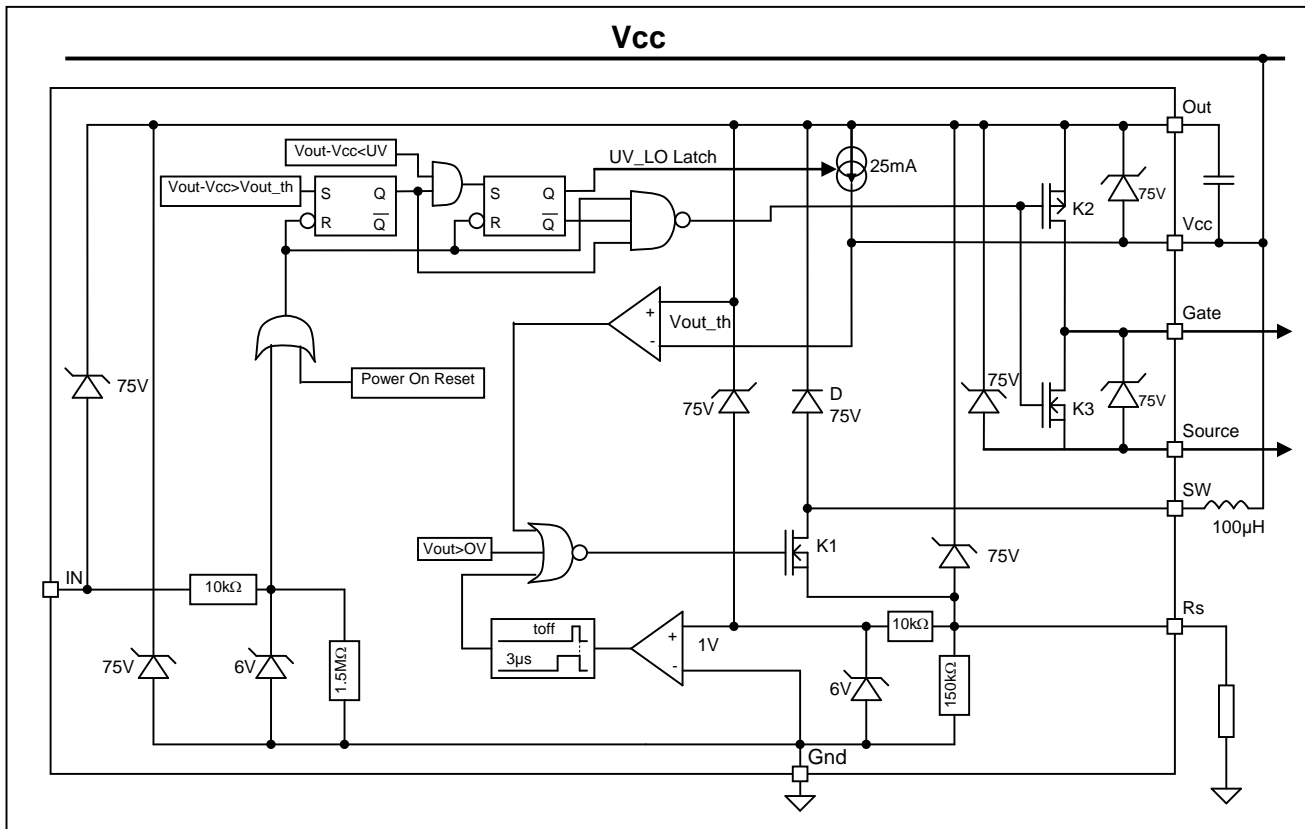 Vcc
Out
Vout-Vcc<UV
UV_LO Latch
25mA
Vout-Vcc>Vout_th
S
Q
R
Q
S
Q
R
Q
K2
75V
Vcc
+
Vout_th
-
Gate
75V
Power On Reset
75V
D
75V
75V
K3
75V
Source
SW
100µH
Vout>OV
K1
75V
IN
10kΩ
Rs
toff
3µs
+
1V
-
10kΩ
75V
6V
1.5MΩ
6V
150kΩ
Gnd